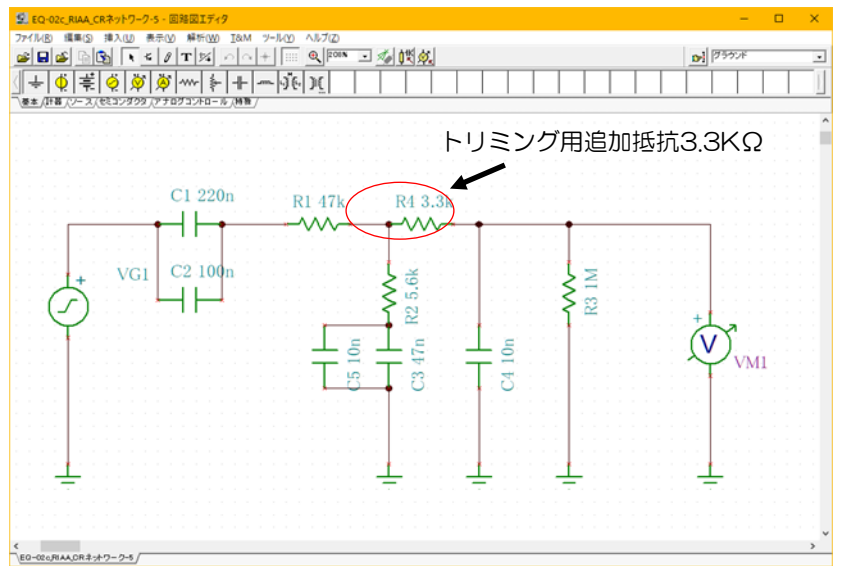 EQ-02c_RIAA_CRネットワーク-5 - 回路図エディタ
ファイル(F) 編集(S) 挿入(U) 表示(V) 解析(W) T&M ツール(Y) ヘルプ(Z)
200%
グラウンド
基本 計器 ソース セミコンダクタ アナログコントロール 特殊
トリミング用追加抵抗3.3KΩ
C1 220n
R1 47k
R4 3.3k
VG1
C2 100n
R2 5.6k
R3 1M
C5 10n
C3 47n
C4 10n
V
VM1
EQ-02c_RIAA_CRネットワーク-5